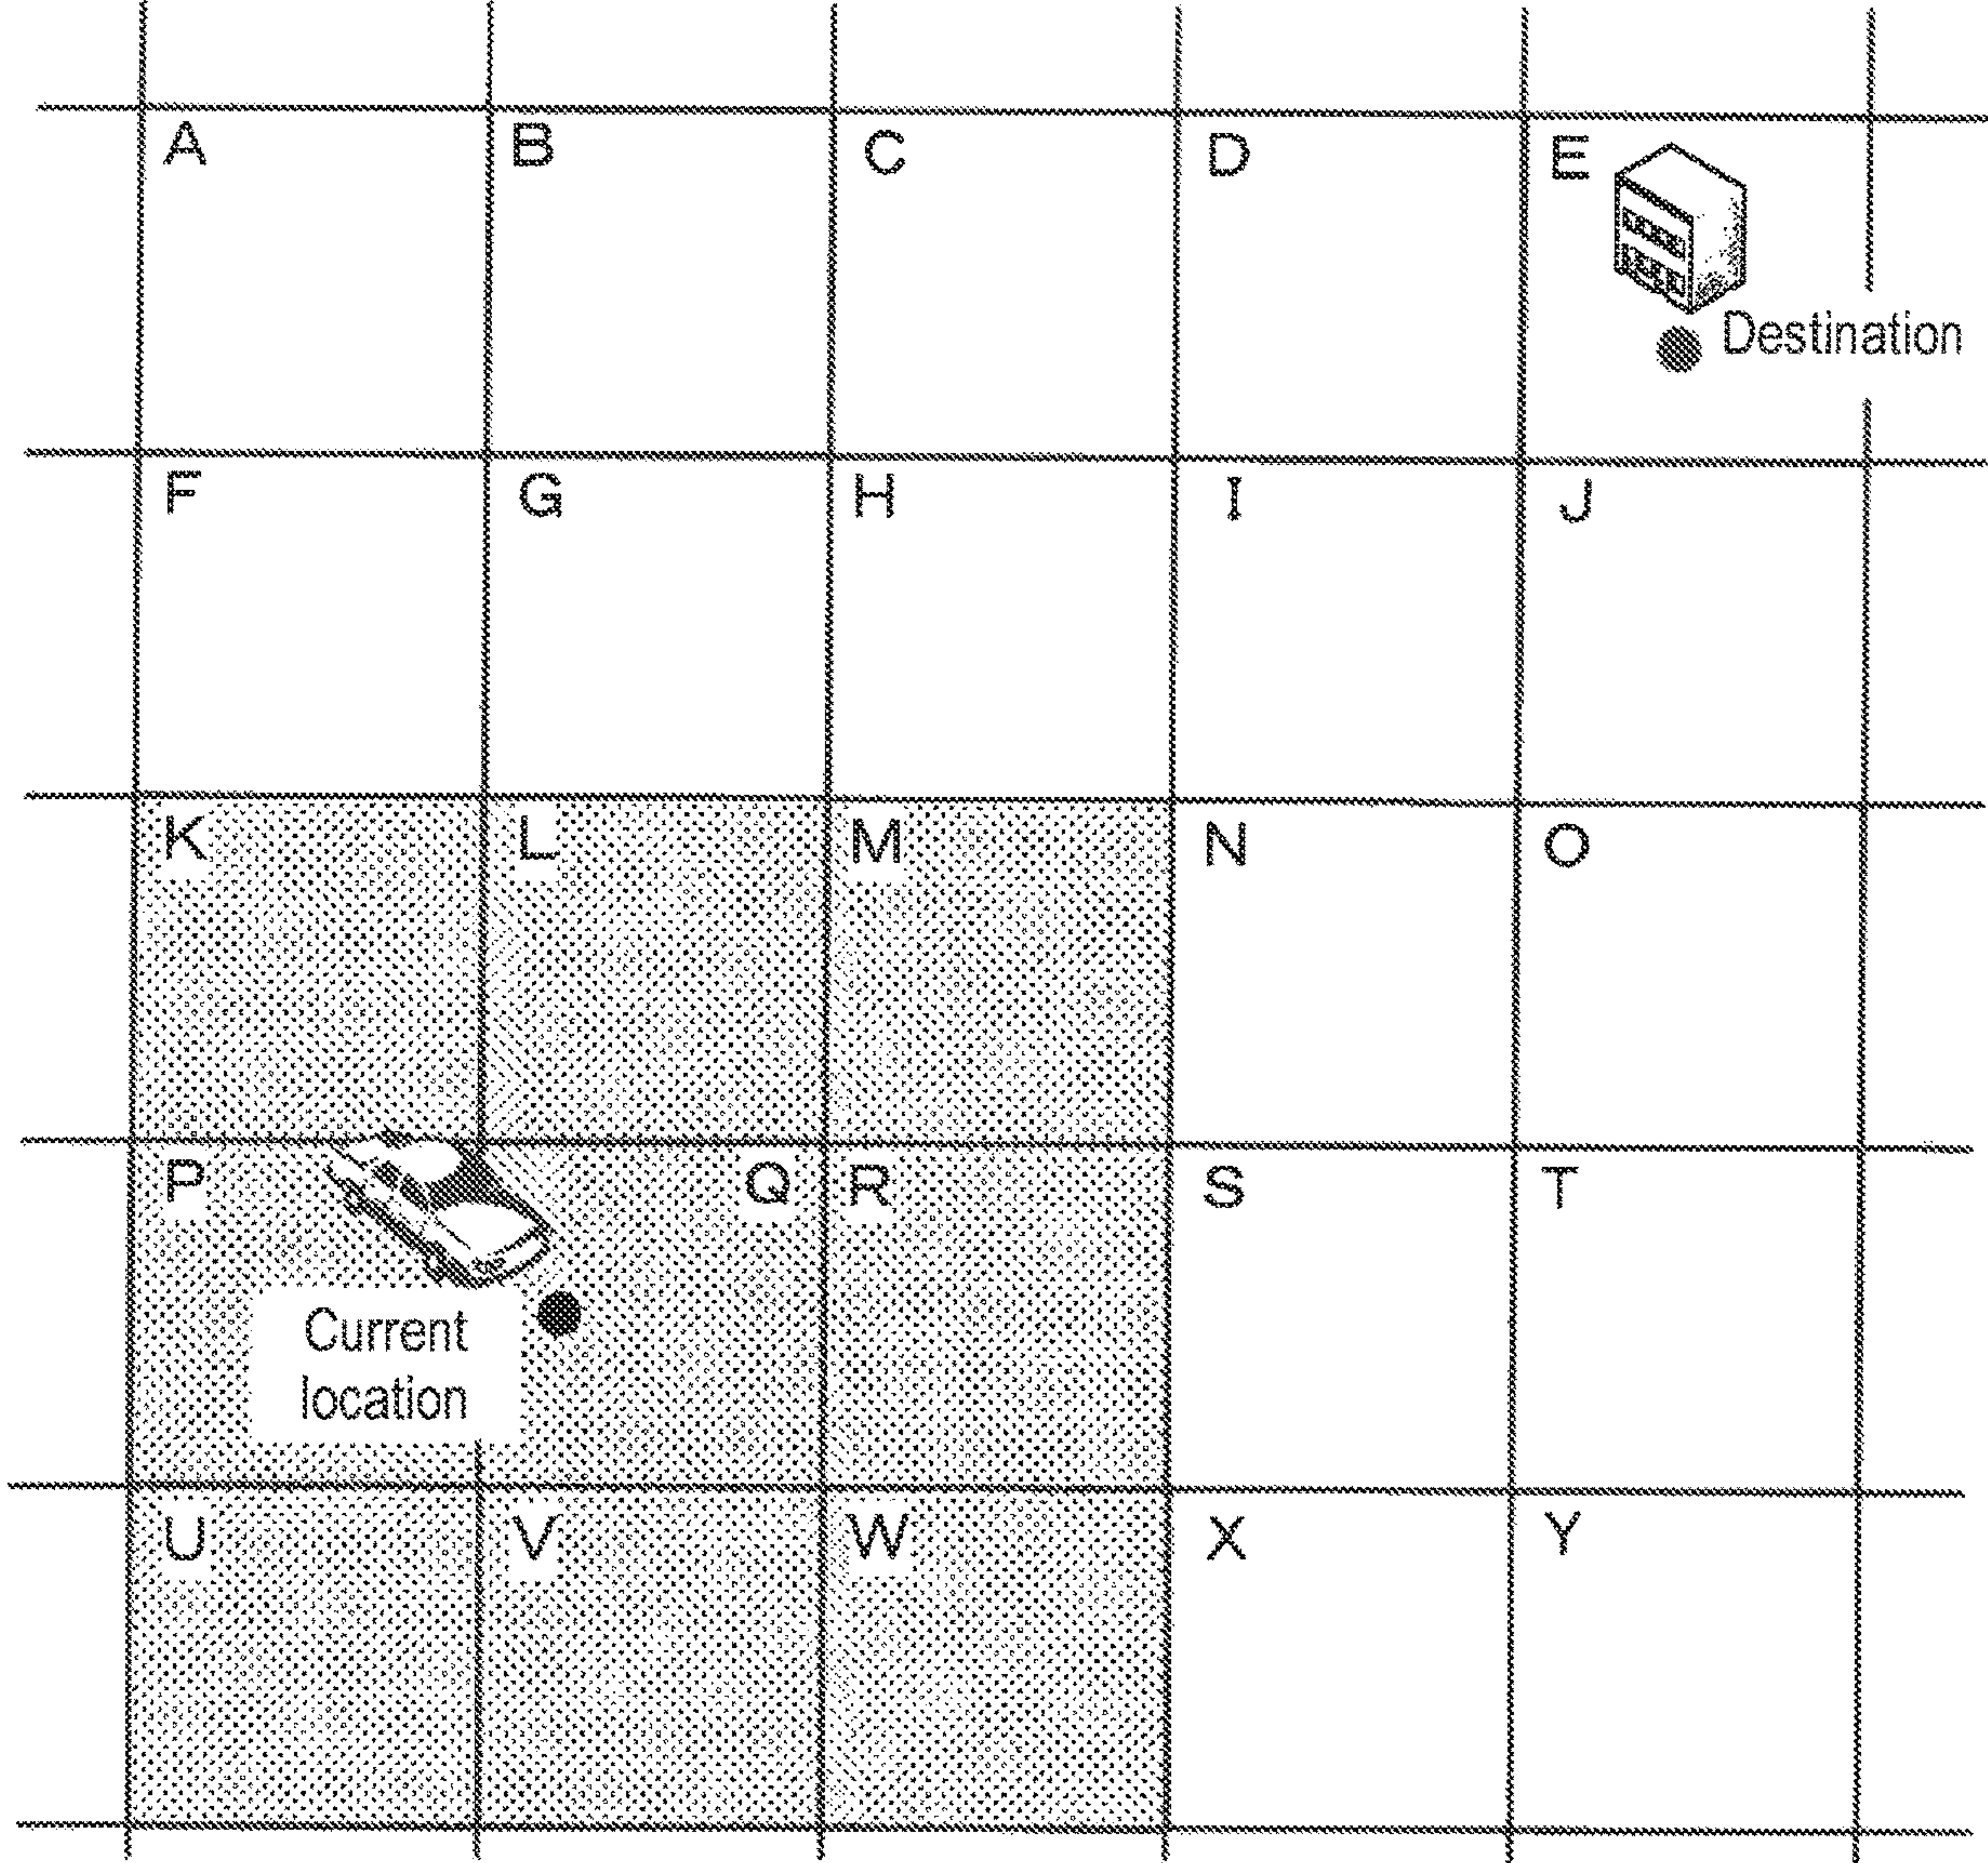 A B C D E
Destination
F G H I J
K L M N O
P Q R S T
Current
location
U V W X Y